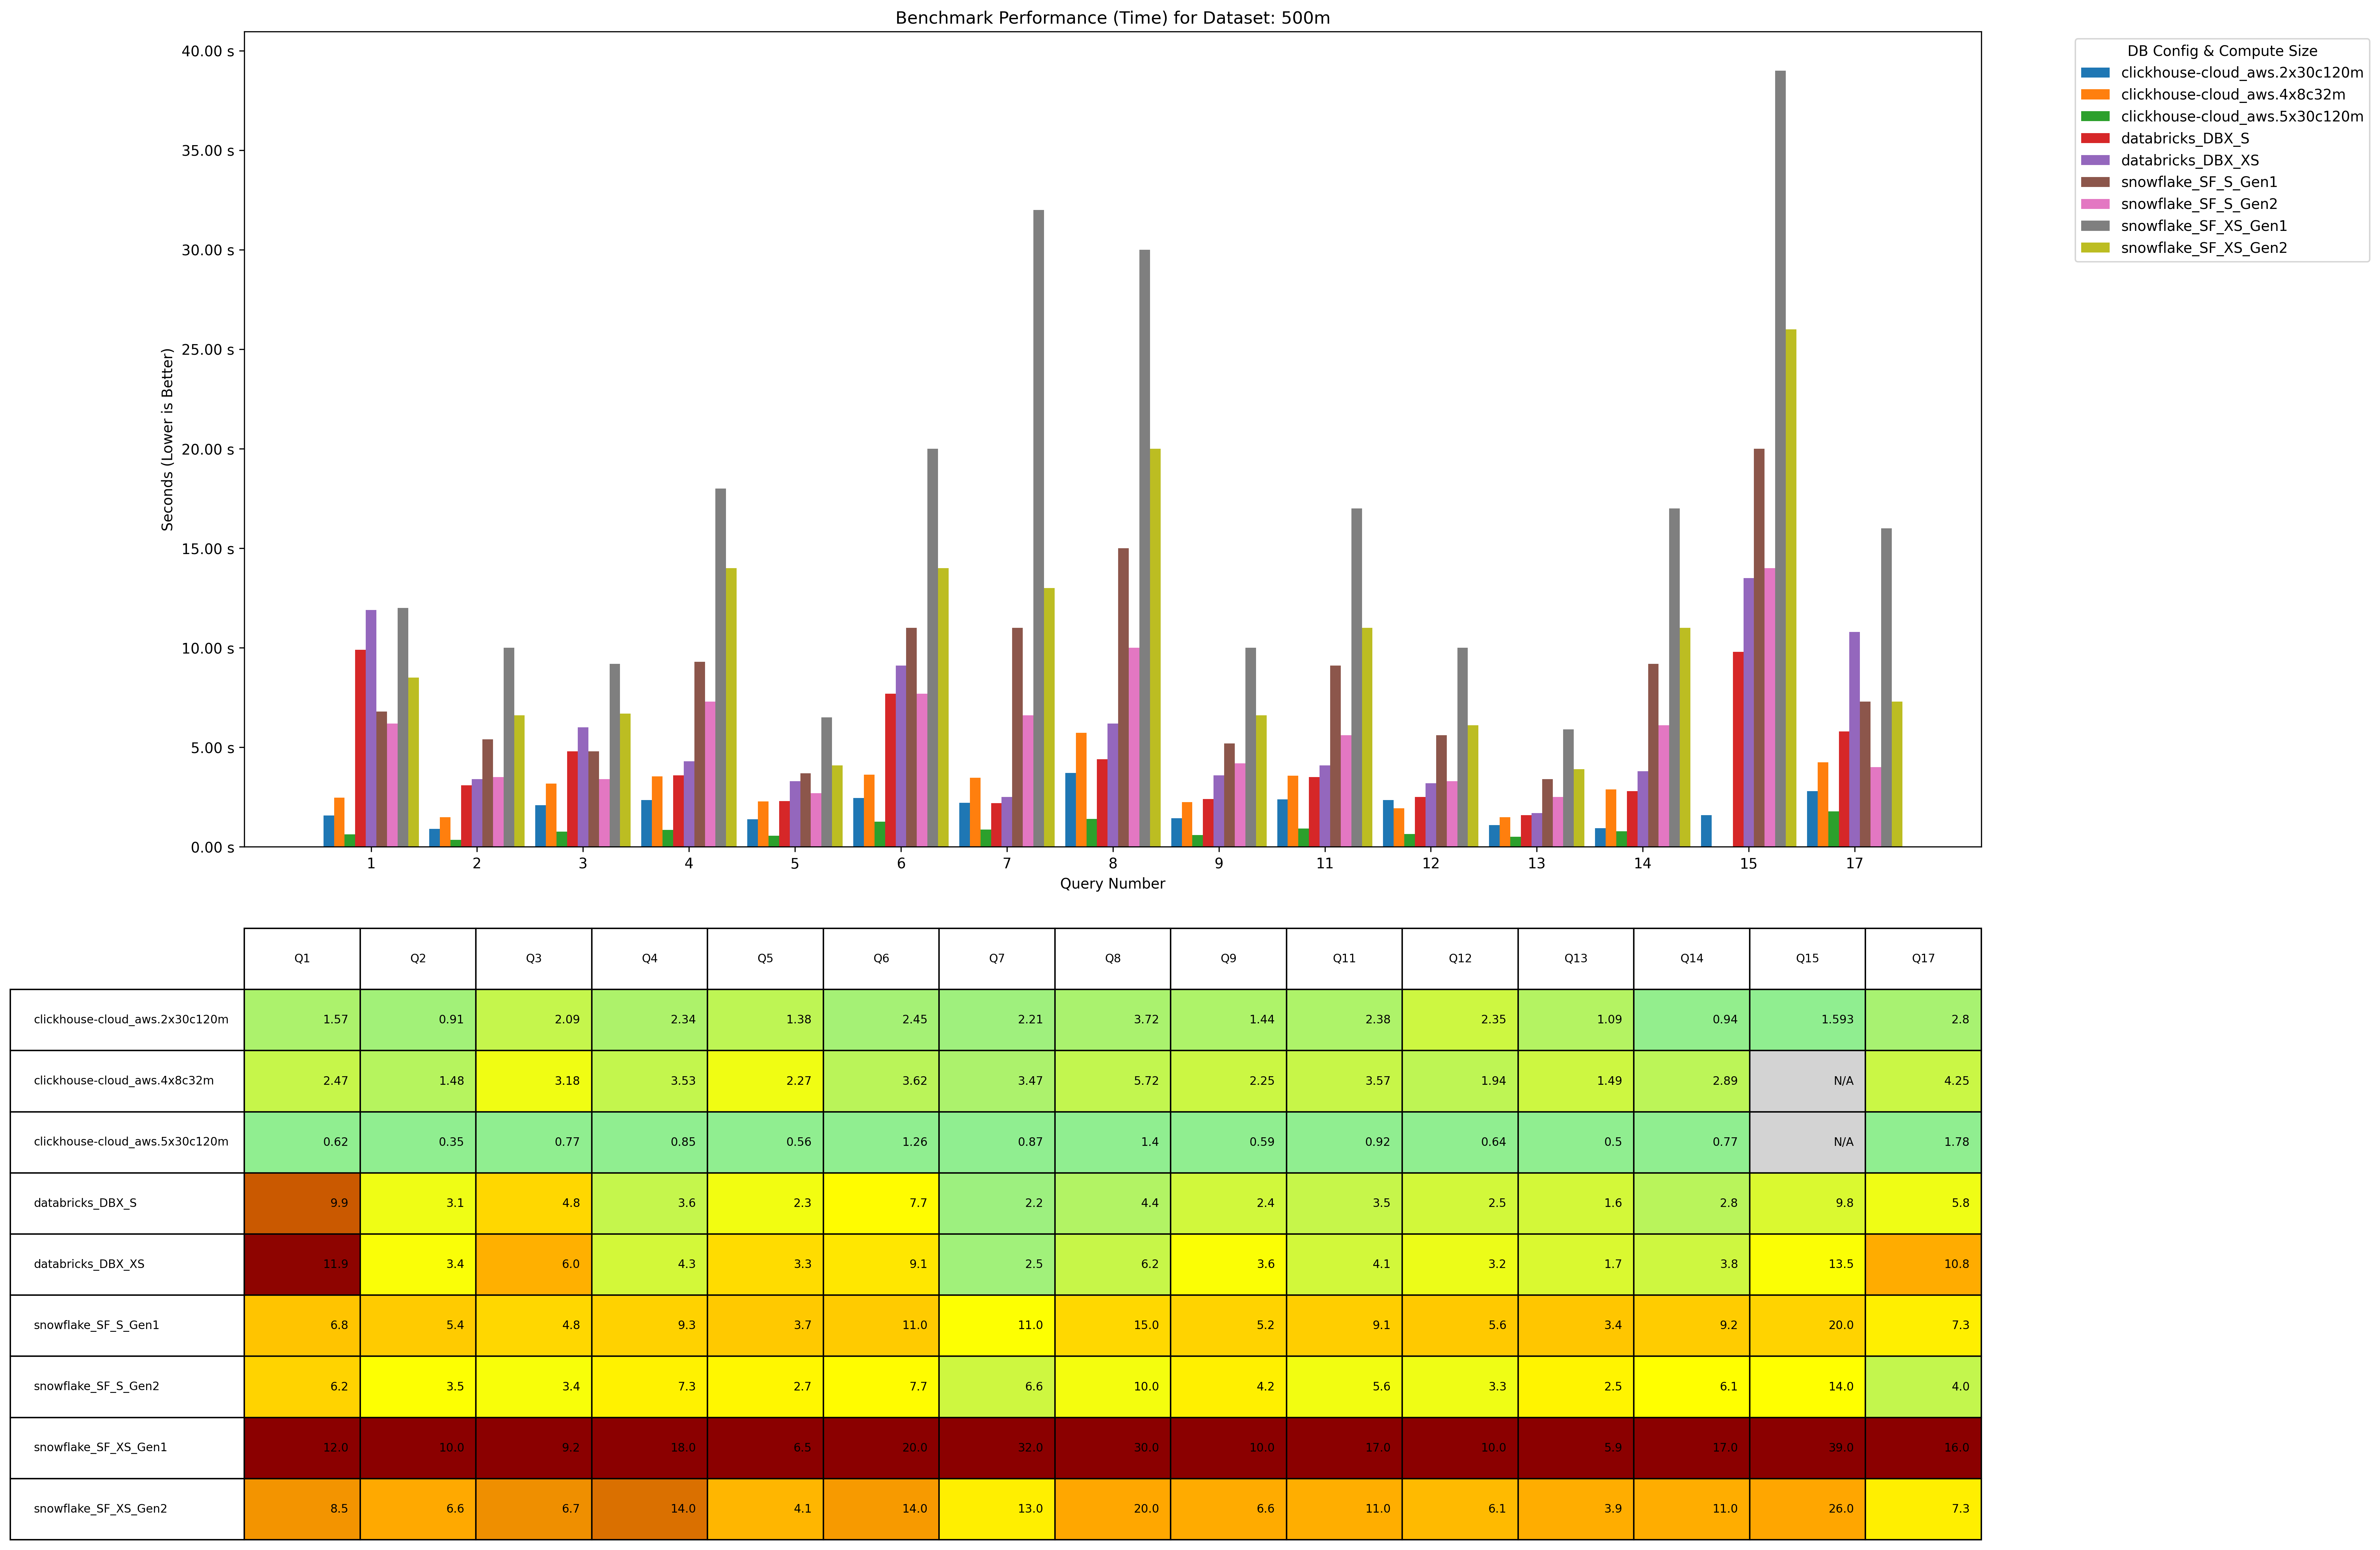 Benchmark Performance (Time) for Dataset: 500m
40.00 s
35.00 s
30.00 s
25.00 s
20.00 s
15.00 s
10.00 s
5.00 s
0.00 s
Seconds (Lower is Better)
1 2 3 4 5 6 7 8 9 11 12 13 14 15 17
Query Number
DB Config & Compute Size
clickhouse-cloud_aws.2x30c120m
clickhouse-cloud_aws.4x8c32m
clickhouse-cloud_aws.5x30c120m
databricks_DBX_S
databricks_DBX_XS
snowflake_SF_S_Gen1
snowflake_SF_S_Gen2
snowflake_SF_XS_Gen1
snowflake_SF_XS_Gen2
Q1 Q2 Q3 Q4 Q5 Q6 Q7 Q8 Q9 Q11 Q12 Q13 Q14 Q15 Q17
clickhouse-cloud_aws.2x30c120m 1.57 0.91 2.09 2.34 1.38 2.45 2.21 3.72 1.44 2.38 2.35 1.09 0.94 1.593 2.8
clickhouse-cloud_aws.4x8c32m 2.47 1.48 3.18 3.53 2.27 3.62 3.47 5.72 2.25 3.57 1.94 1.49 2.89 N/A 4.25
clickhouse-cloud_aws.5x30c120m 0.62 0.35 0.77 0.85 0.56 1.26 0.87 1.4 0.59 0.92 0.64 0.5 0.77 N/A 1.78
databricks_DBX_S 9.9 3.1 4.8 3.6 2.3 7.7 2.2 4.4 2.4 3.5 2.5 1.6 2.8 9.8 5.8
databricks_DBX_XS 11.9 3.4 6.0 4.3 3.3 9.1 2.5 6.2 3.6 4.1 3.2 1.7 3.8 13.5 10.8
snowflake_SF_S_Gen1 6.8 5.4 4.8 9.3 3.7 11.0 11.0 15.0 5.2 9.1 5.6 3.4 9.2 20.0 7.3
snowflake_SF_S_Gen2 6.2 3.5 3.4 7.3 2.7 7.7 6.6 10.0 4.2 5.6 3.3 2.5 6.1 14.0 4.0
snowflake_SF_XS_Gen1 12.0 10.0 9.2 18.0 6.5 20.0 32.0 30.0 10.0 17.0 10.0 5.9 17.0 39.0 16.0
snowflake_SF_XS_Gen2 8.5 6.6 6.7 14.0 4.1 14.0 13.0 20.0 6.6 11.0 6.1 3.9 11.0 26.0 7.3